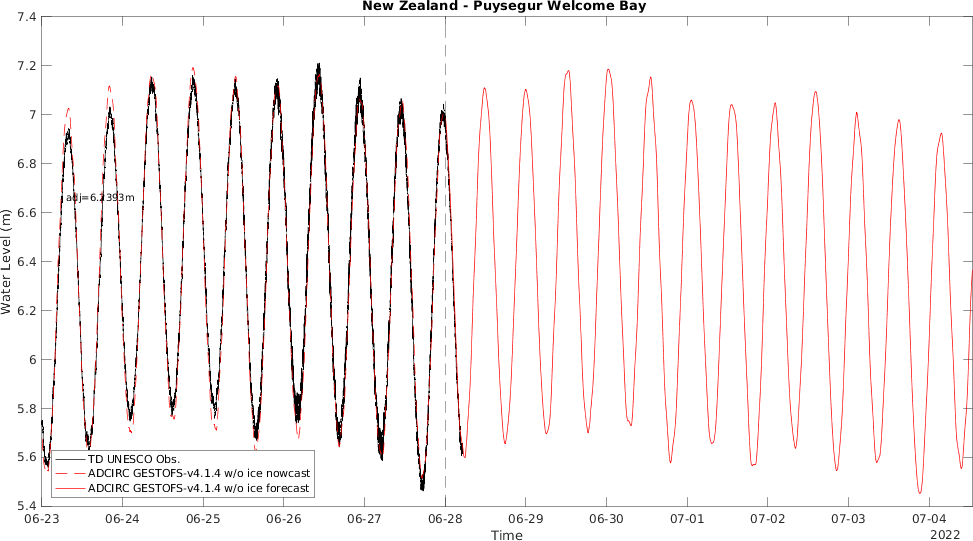 New Zealand - Puysegur Welcome Bay
7.4
7.2
7
6.8
6.6
6.4
6.2
6
5.8
5.6
5.4
Water Level (m)
adj=6.2393m
TD UNESCO Obs.
ADCIRC GESTOFS-v4.1.4 w/o ice nowcast
ADCIRC GESTOFS-v4.1.4 w/o ice forecast
06-23 06-24 06-25 06-26 06-27 06-28 06-29 06-30 07-01 07-02 07-03 07-04
Time
2022